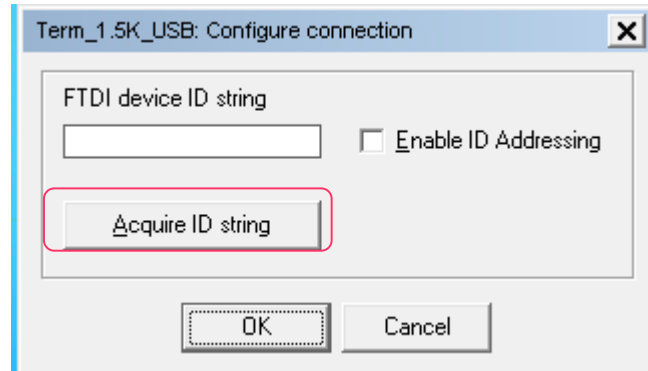 Term_1.5K_USB: Configure connection
FTDI device ID string
Enable ID Addressing
Acquire ID string
OK Cancel